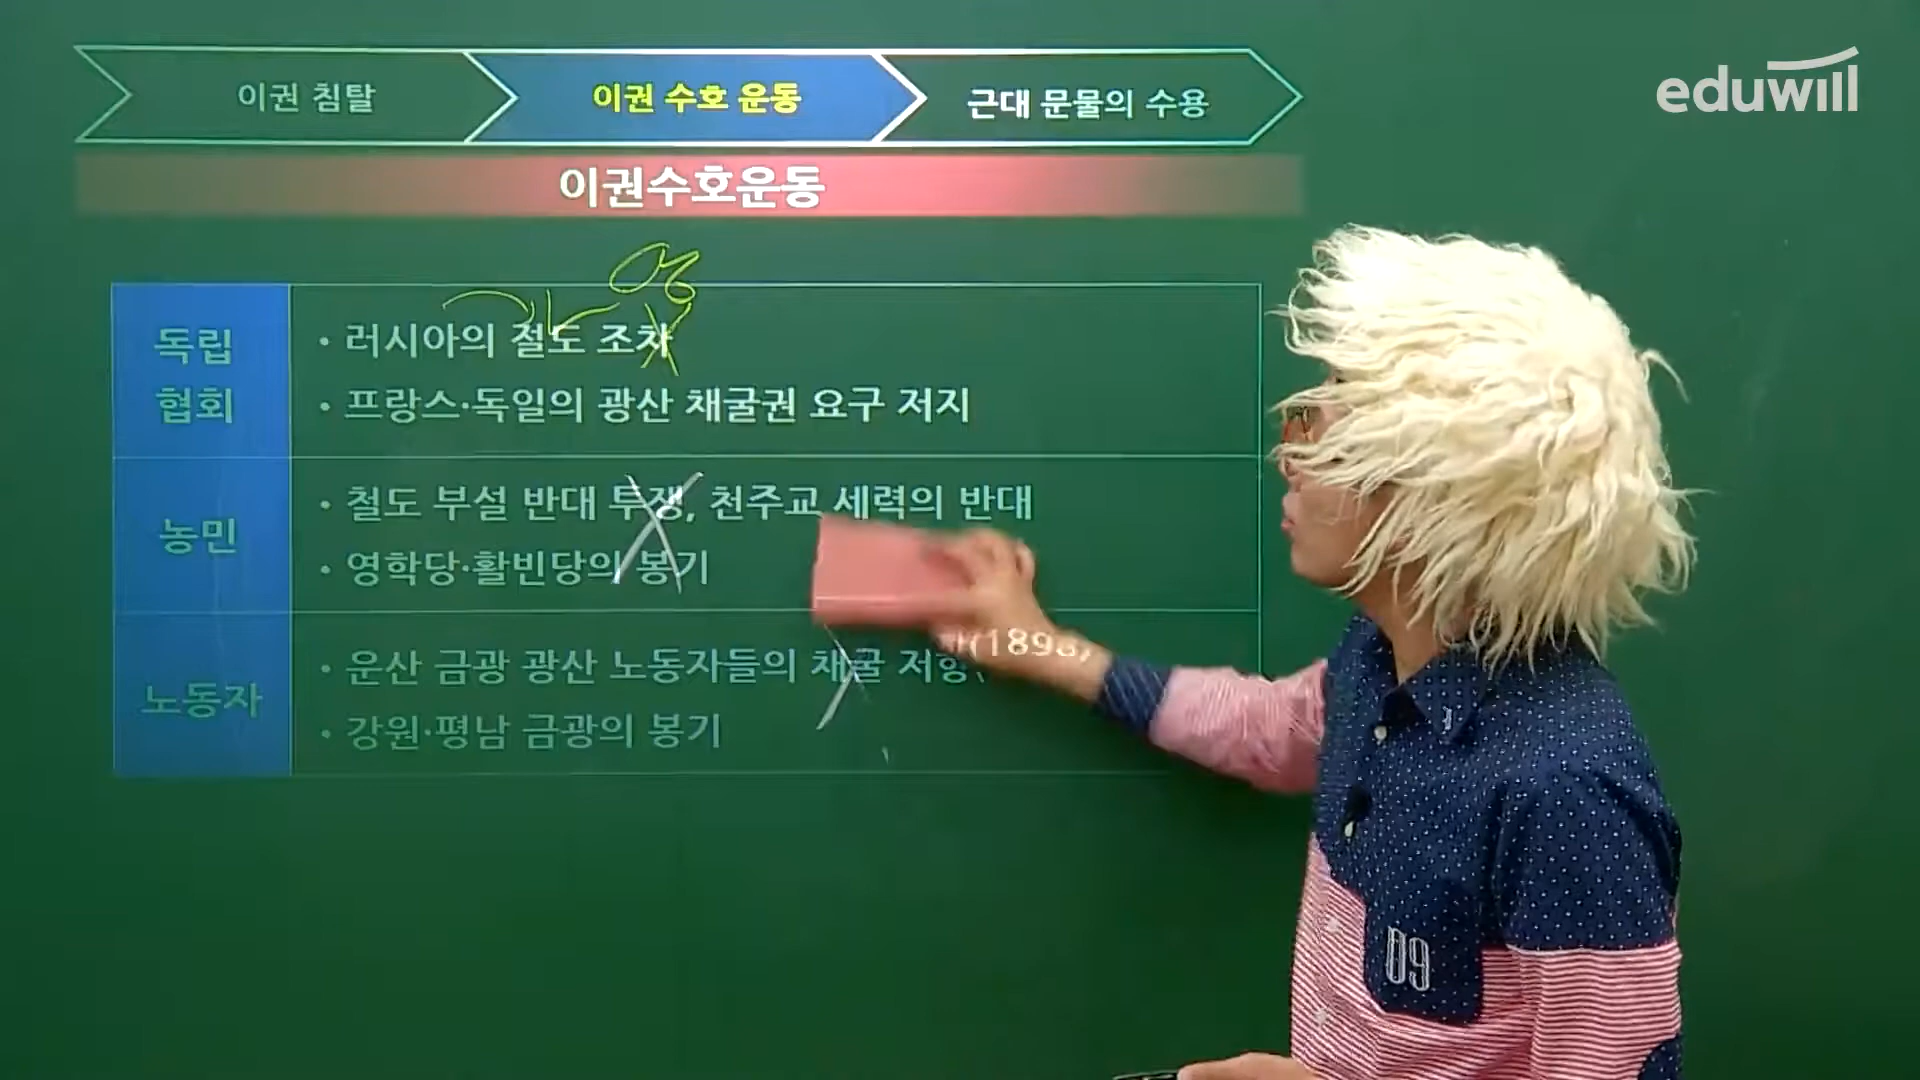 이권 침탈
이권 수호 운동
근대 문물의 수용
eduwill
이권수호운동
영
독립
협회
• 러시아의 절도 조차
• 프랑스·독일의 광산 채굴권 요구 저지
농민
• 철도 부설 반대 투쟁, 천주교 세력의 반대
• 영학당·활빈당의 봉기
노동자
• 운산 금광 광산 노동자들의 채굴 저항
(1898)
• 강원·평남 금광의 봉기
09